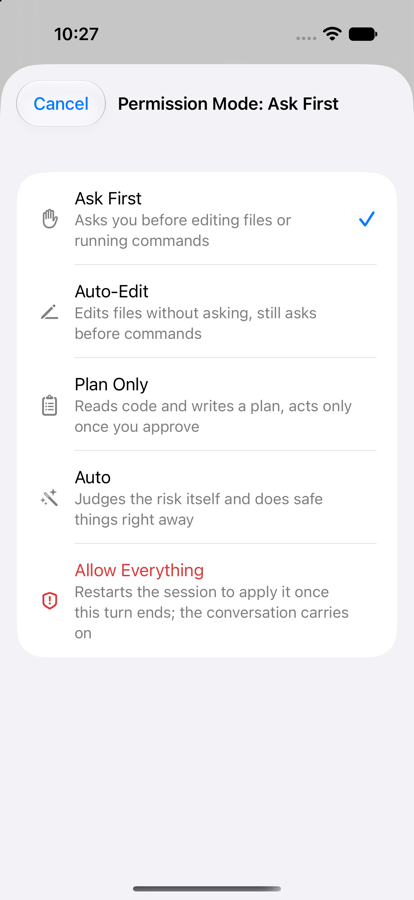 10:27
Cancel
Permission Mode: Ask First
Ask First
Asks you before editing files or
running commands
Auto-Edit
Edits files without asking, still asks
before commands
Plan Only
Reads code and writes a plan, acts only
once you approve
Auto
Judges the risk itself and does safe
things right away
Allow Everything
Restarts the session to apply it once
this turn ends; the conversation carries
on